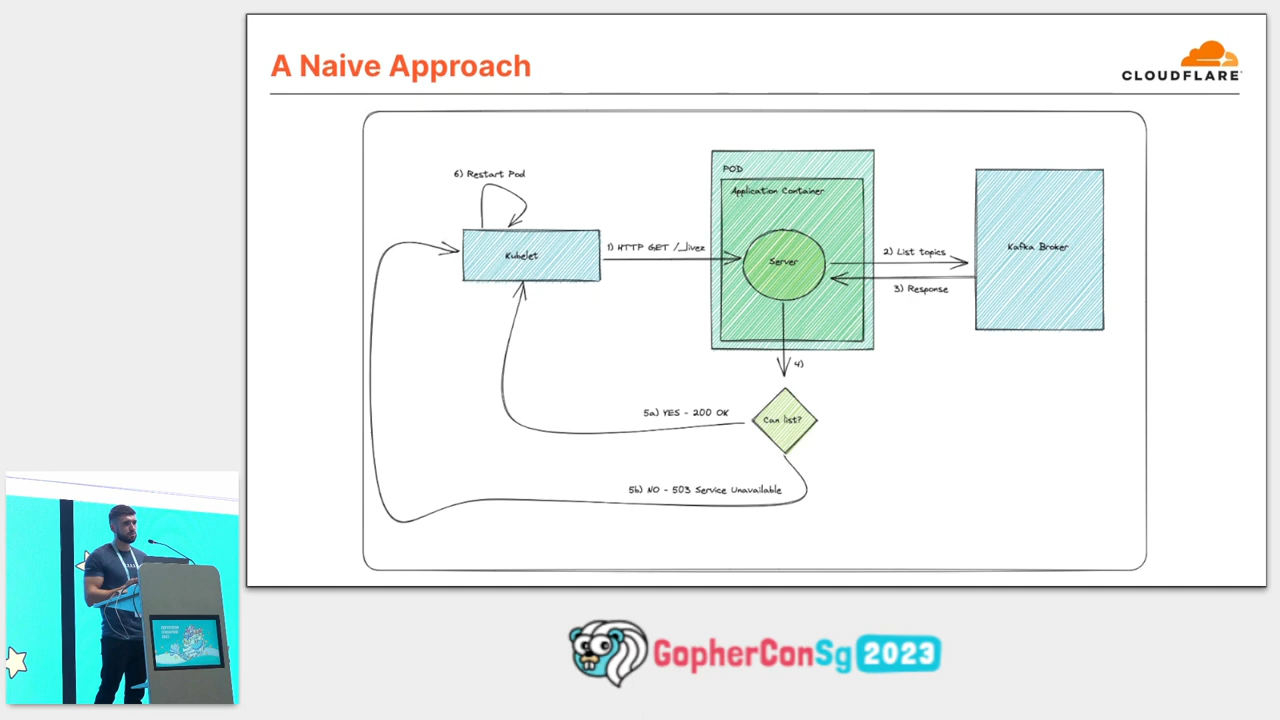 A Naive Approach
CLOUDFLARE
6) Restart Pod
Kubelet
1) HTTP GET /_livez
POD
Application Container
Server
2) List topics
3) Response
Kafka Broker
4)
Can list?
5a) YES - 200 OK
5b) NO - 503 Service Unavailable
GopherConSg 2023